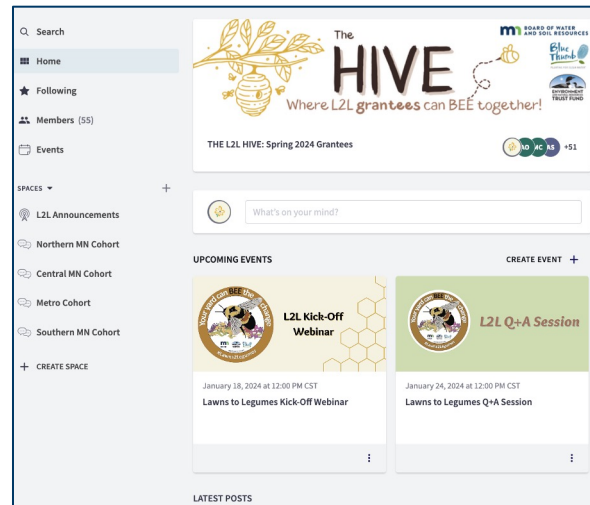 Search
Home
Following
Members (55)
Events
SPACES
L2L Announcements
Northern MN Cohort
Central MN Cohort
Metro Cohort
Southern MN Cohort
CREATE SPACE
The
HIVE
Where L2L grantees can BEE together!
BOARD OF WATER
AND SOIL RESOURCES
Blue
Thumb
ENVIRONMENT
TRUST FUND
THE L2L HIVE: Spring 2024 Grantees
AO
MC
AS
+51
What's on your mind?
UPCOMING EVENTS
CREATE EVENT
Your yard can BEE the change
L2L Kick-Off
Webinar
January 18, 2024 at 12:00 PM CST
Lawns to Legumes Kick-Off Webinar
Your yard can BEE the change
L2L Q+A Session
January 24, 2024 at 12:00 PM CST
Lawns to Legumes Q+A Session
LATEST POSTS